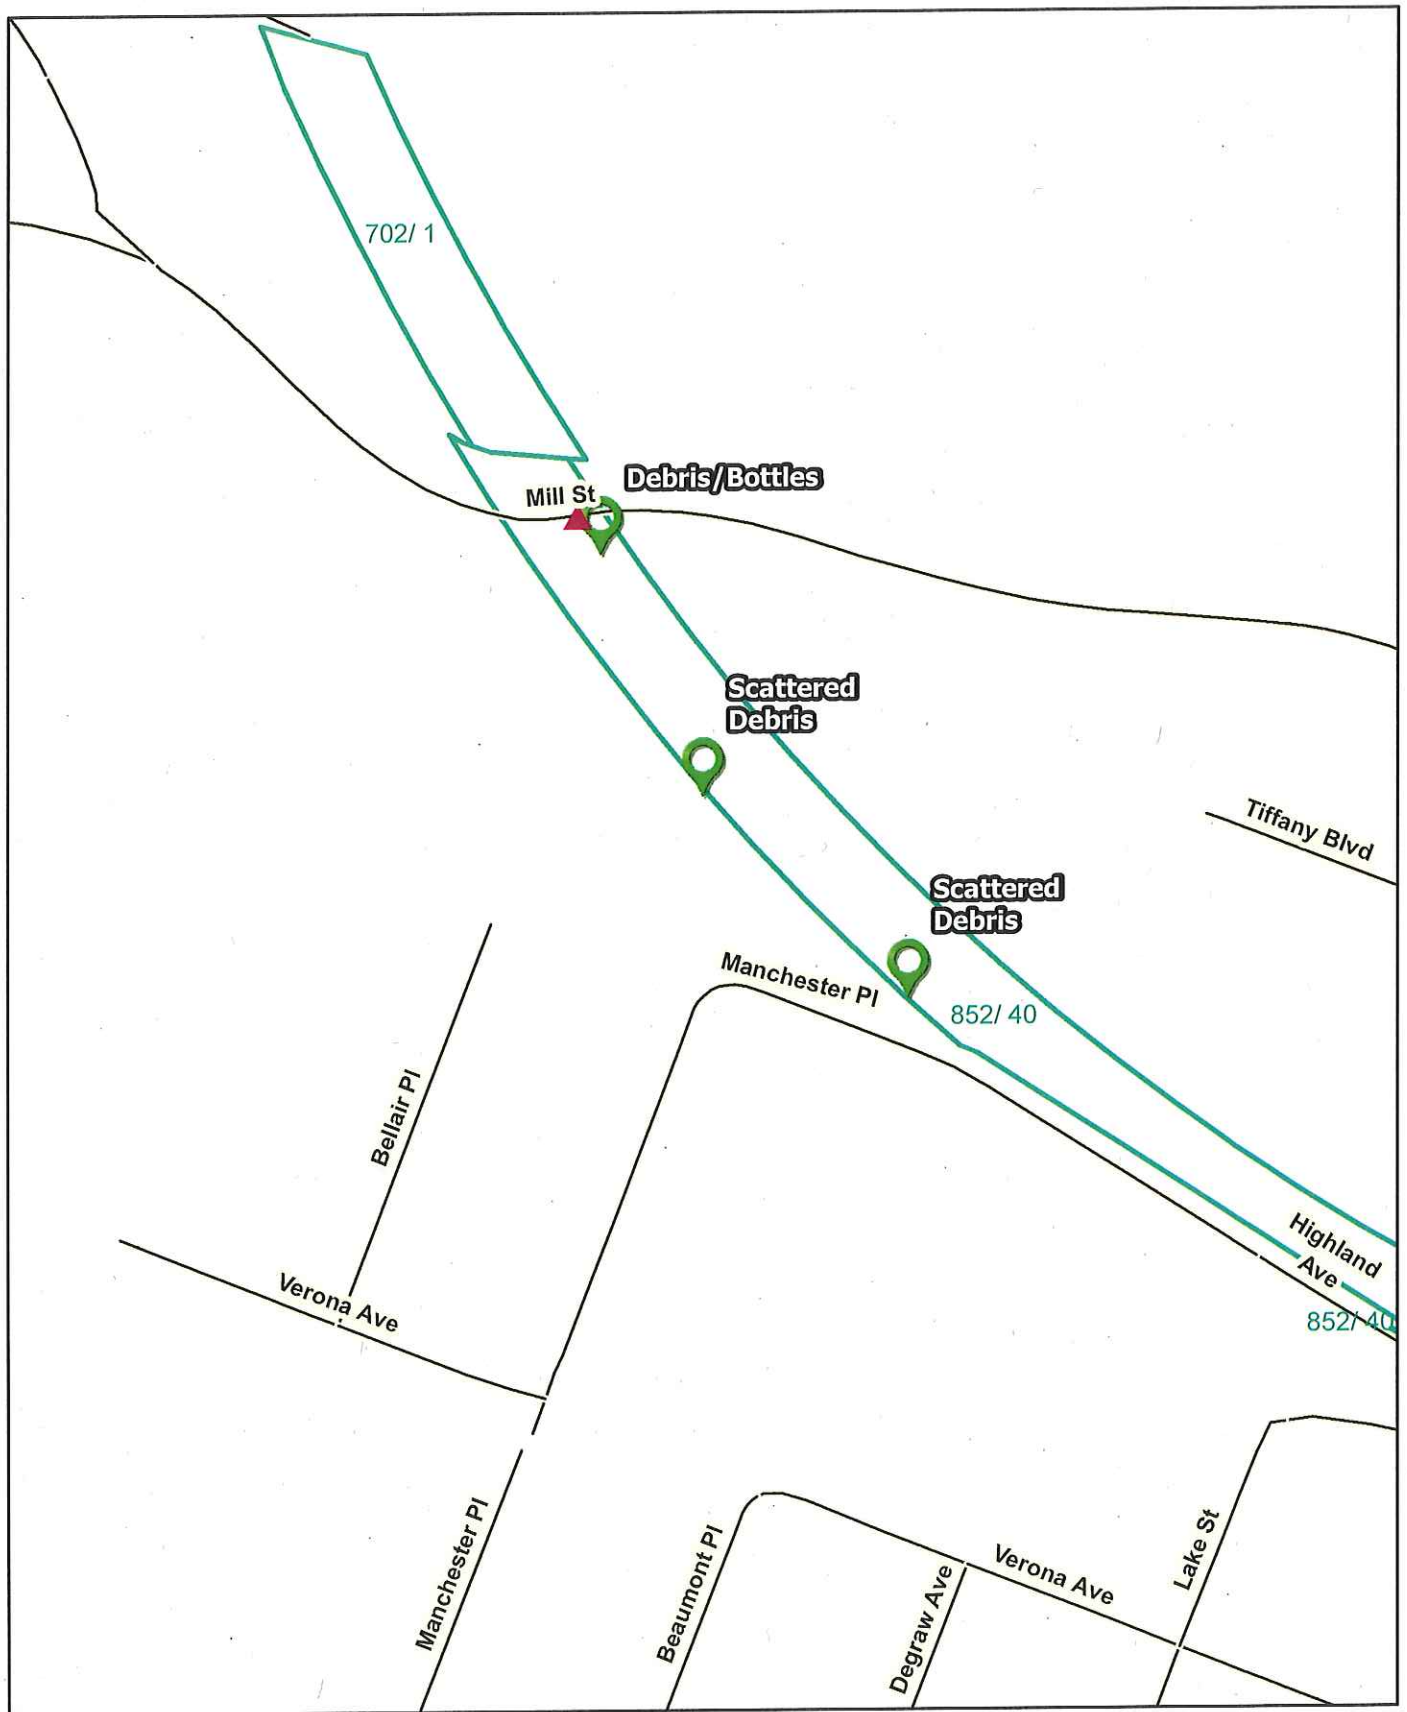 702/ 1
Debris/Bottles
Mill St
Scattered
Debris
Tiffany Blvd
Scattered
Debris
Manchester Pl
852/ 40
Bellair Pl
Highland
Ave
Verona Ave
852/ 40
Manchester Pl
Beaumont Pl
Degraw Ave
Verona Ave
Lake St